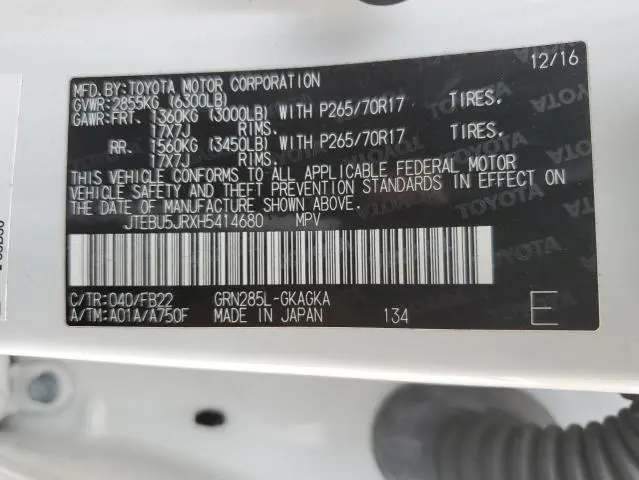 12/16
MFD.BY:TOYOTA MOTOR CORPORATION
GVWR:2855KG (6300LB)
GAWR:FRT. 1360KG (3000LB) WITH P265/70R17 TIRES.
17X7J RIMS.
RR. 1560KG (3450LB) WITH P265/70R17 TIRES.
17X7J RIMS.
THIS VEHICLE CONFORMS TO ALL APPLICABLE FEDERAL MOTOR
VEHICLE SAFETY AND THEFT PREVENTION STANDARDS IN EFFECT ON
THE DATE OF MANUFACTURE SHOWN ABOVE.
JTEBU5JRXH5414680 MPV
C/TR:040/FB22 GRN285L-GKAGKA
A/TM:A01A/A750F MADE IN JAPAN 134 E